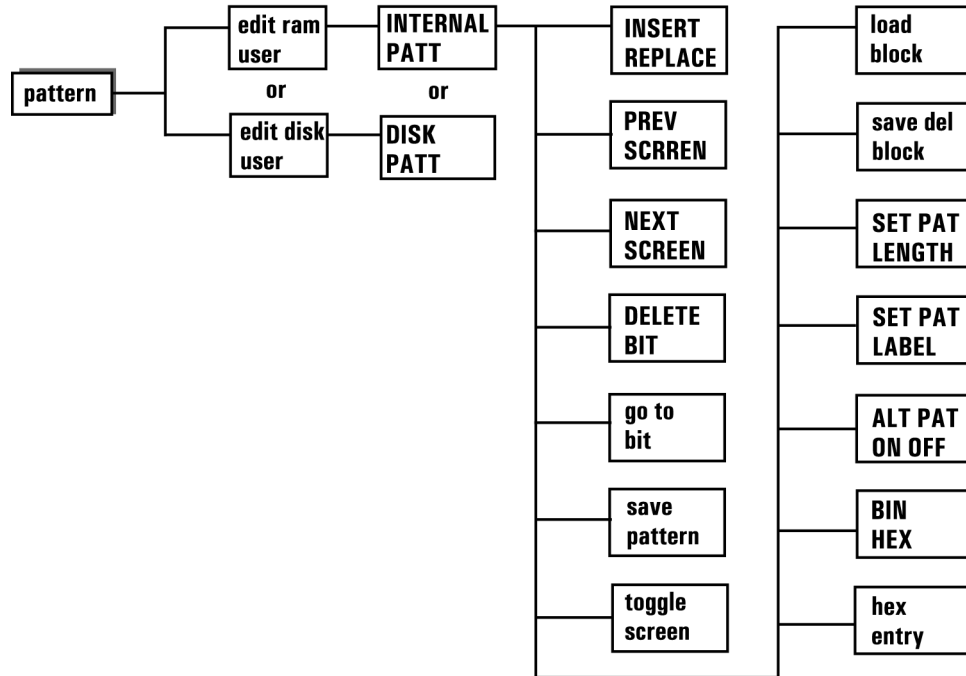 pattern
edit ram
user
or
edit disk
user
INTERNAL
PATT
or
DISK
PATT
INSERT
REPLACE
PREV
SCRREN
NEXT
SCREEN
DELETE
BIT
go to
bit
save
pattern
toggle
screen
load
block
save del
block
SET PAT
LENGTH
SET PAT
LABEL
ALT PAT
ON OFF
BIN
HEX
hex
entry